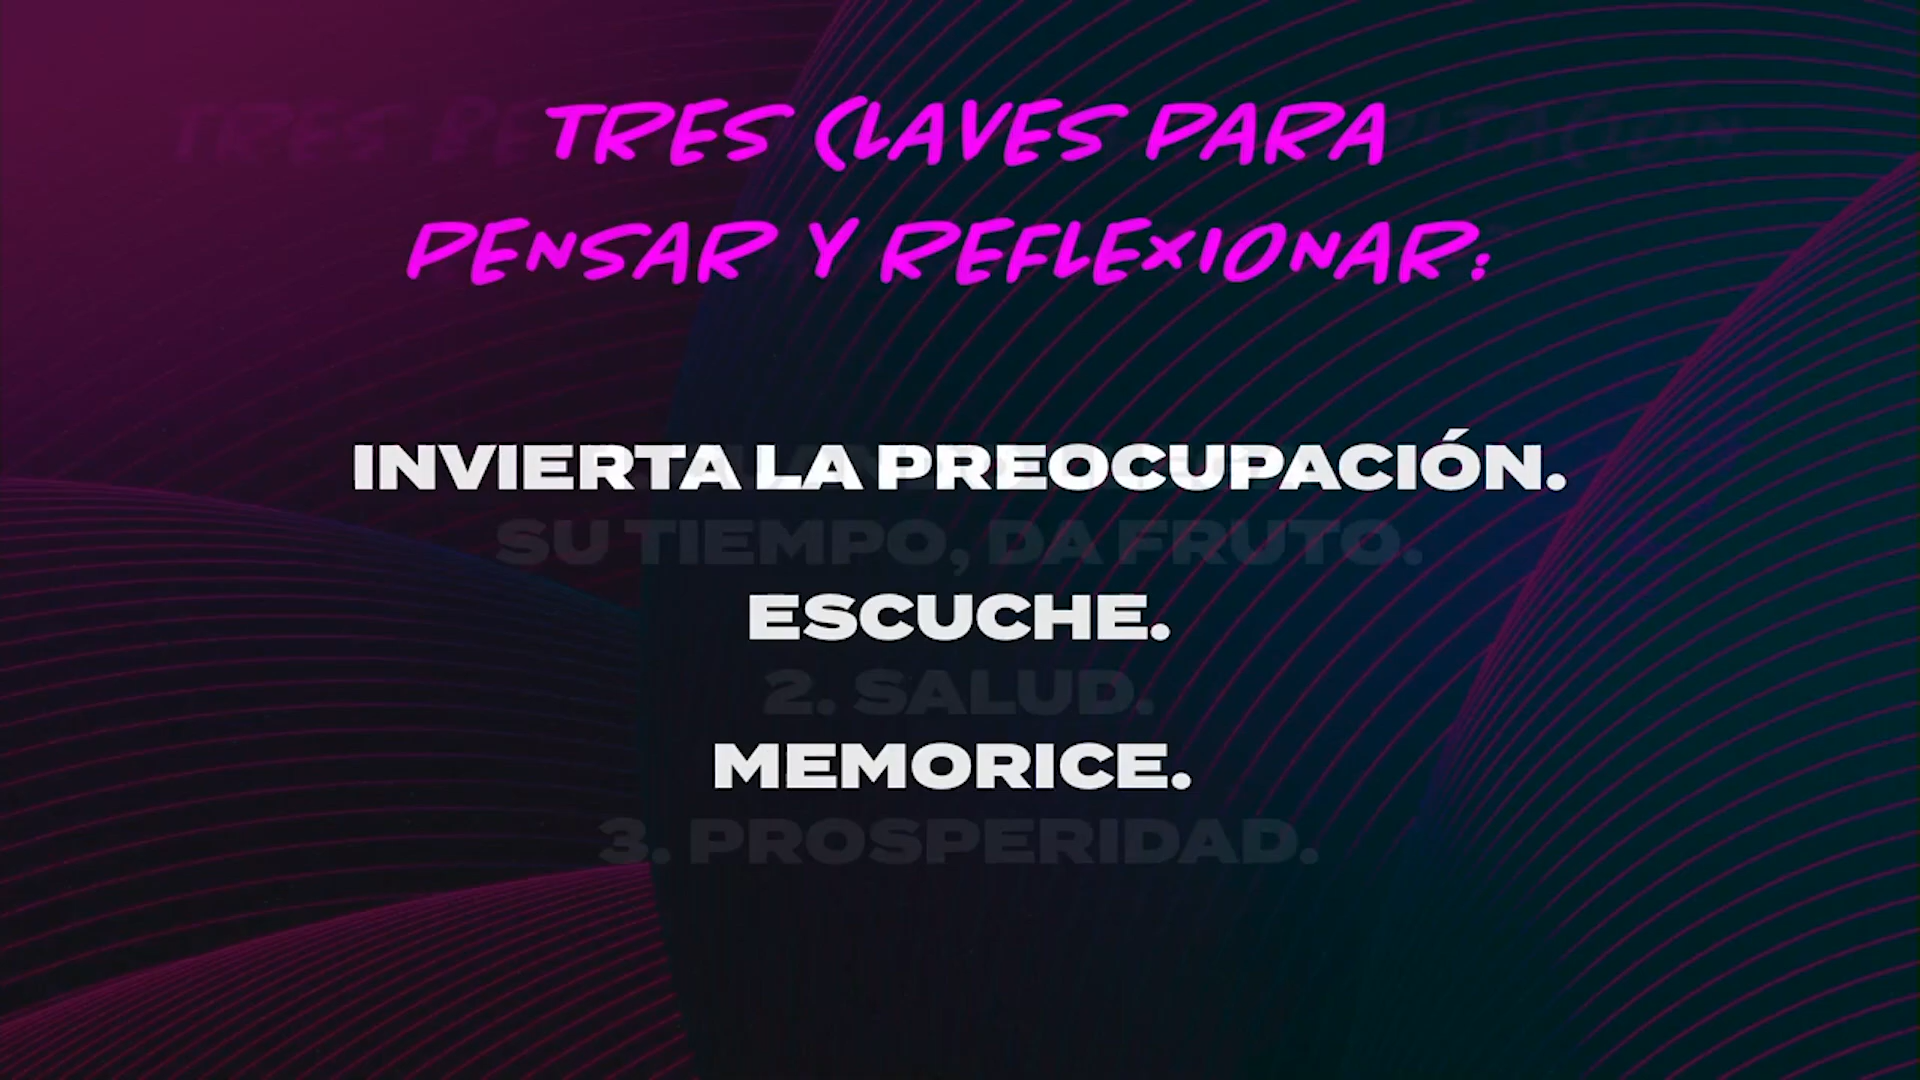 TRES CLAVES PARA
PENSAR Y REFLEXIONAR:
INVIERTA LA PREOCUPACIÓN.
SU TIEMPO, DA FRUTO.
ESCUCHE.
2. SALUD.
MEMORICE.
3. PROSPERIDAD.